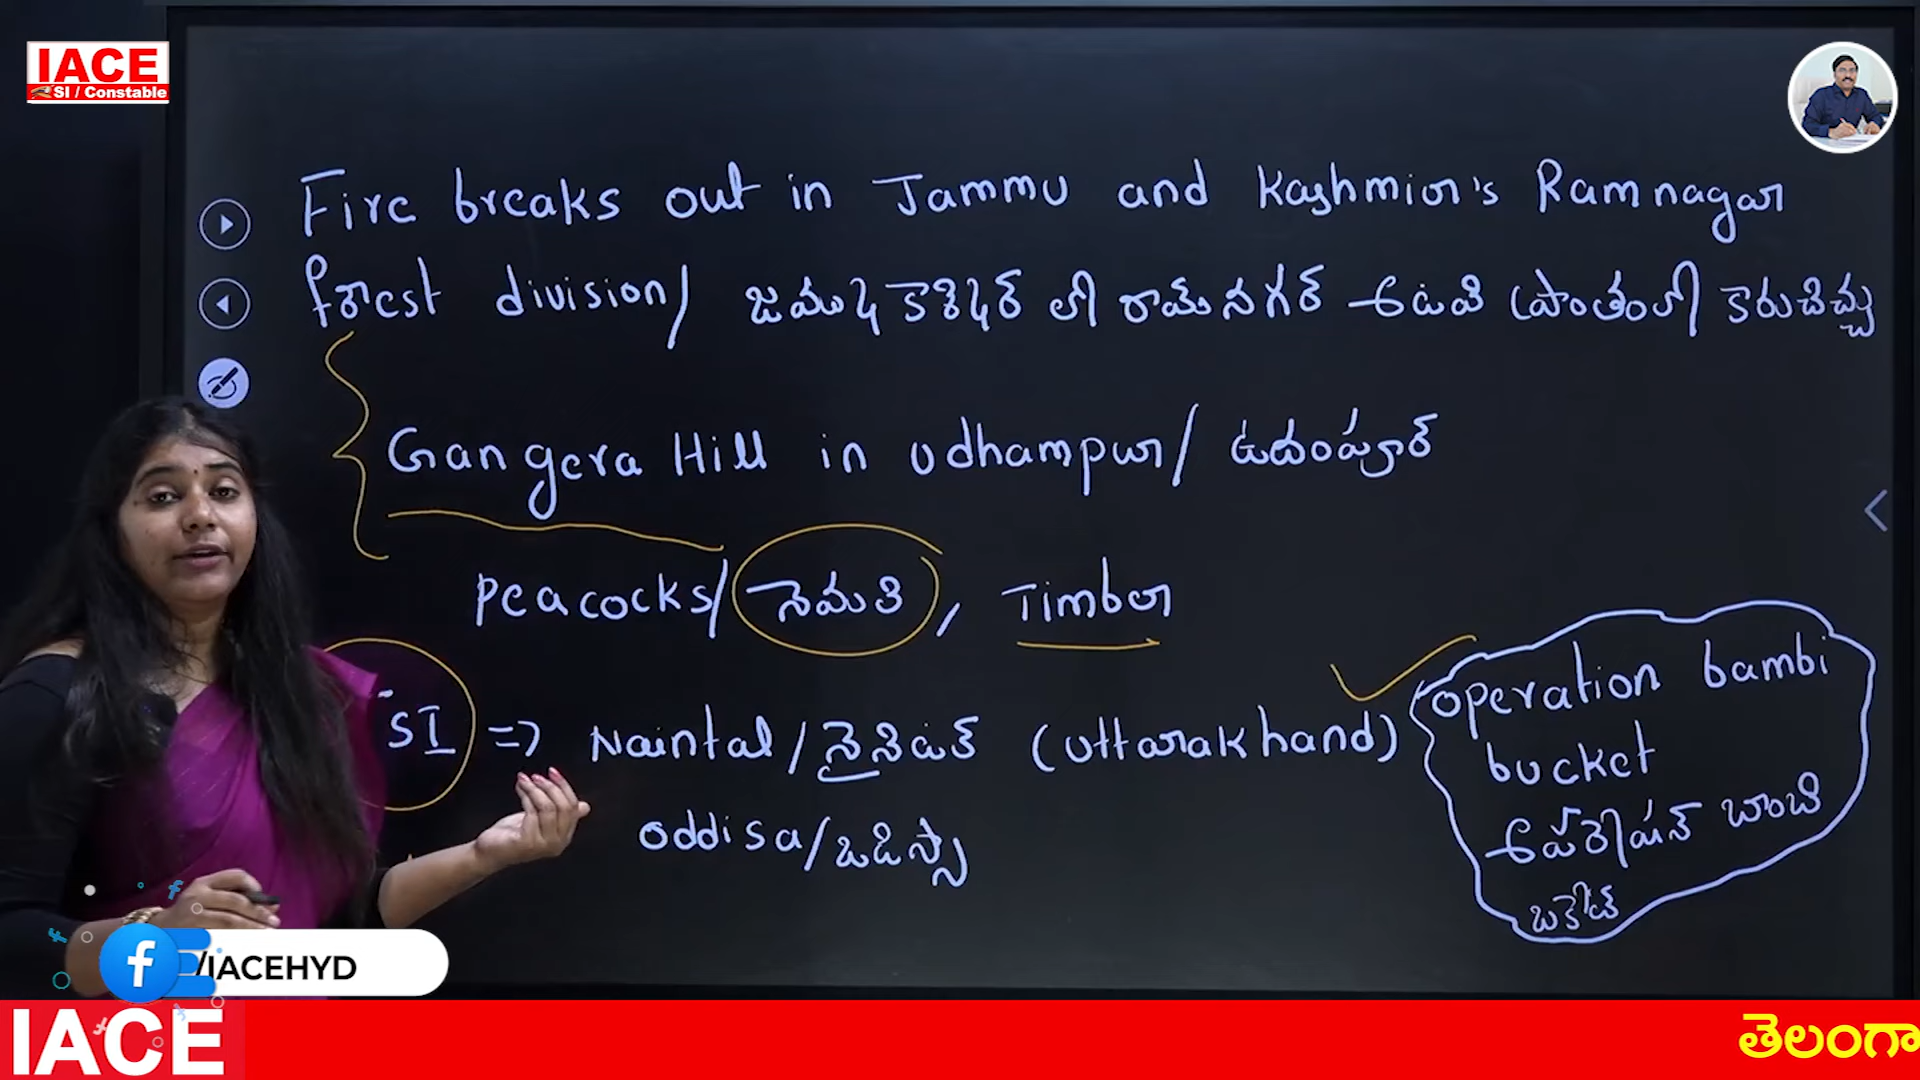 IACE
SI / Constable
Fire breaks out in Jammu and Kashmir's Ramnagar
forest division/ జమ్ము కాశ్మీర్ లో రామ్ నగర్ అడవి ప్రాంతంలో కారుచిచ్చు
Gangera Hill in Udhampur/ ఉదంపూర్
Peacocks/ నెమలి, Timber
SI => Naintal/ నైనిటాల్ (Uttarakhand)
Oddisa/ఒడిస్సా
operation bambi
bucket
ఆపరేషన్ బాంబి
బకెట్
f /IACEHYD
IACE
తెలంగా